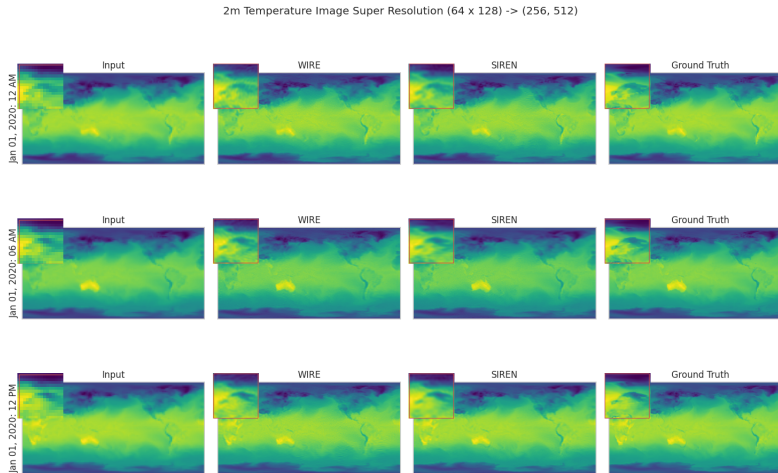 2m Temperature Image Super Resolution (64 x 128) -> (256, 512)
Input WIRE SIREN Ground Truth
Jan 01, 2020: 12 AM
Input WIRE SIREN Ground Truth
Jan 01, 2020: 06 AM
Input WIRE SIREN Ground Truth
Jan 01, 2020: 12 PM